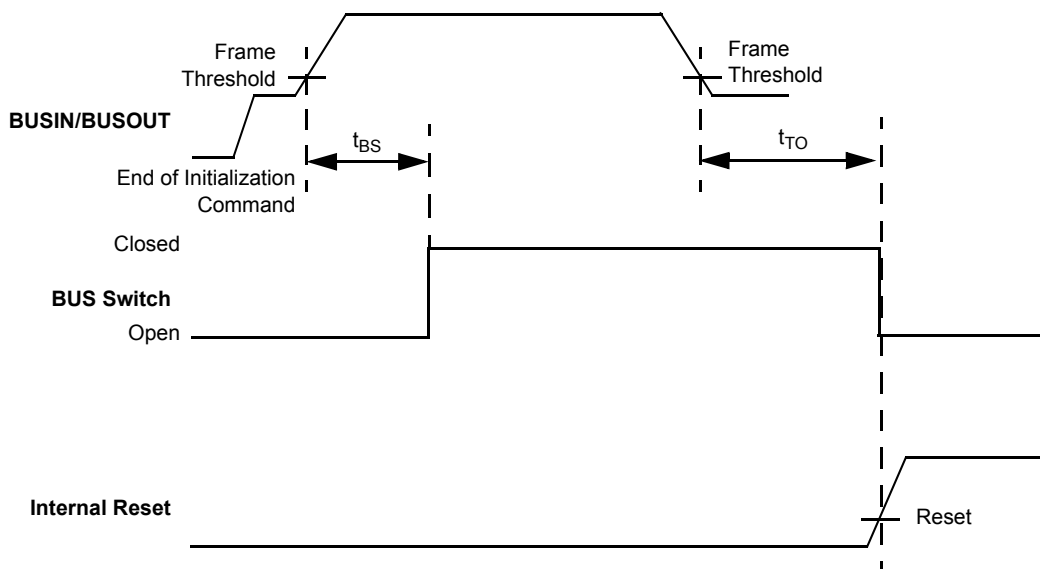 Frame
Threshold
Frame
Threshold
BUSIN/BUSOUT
tBS
tTO
End of Initialization
Command
Closed
BUS Switch
Open
Internal Reset
Reset